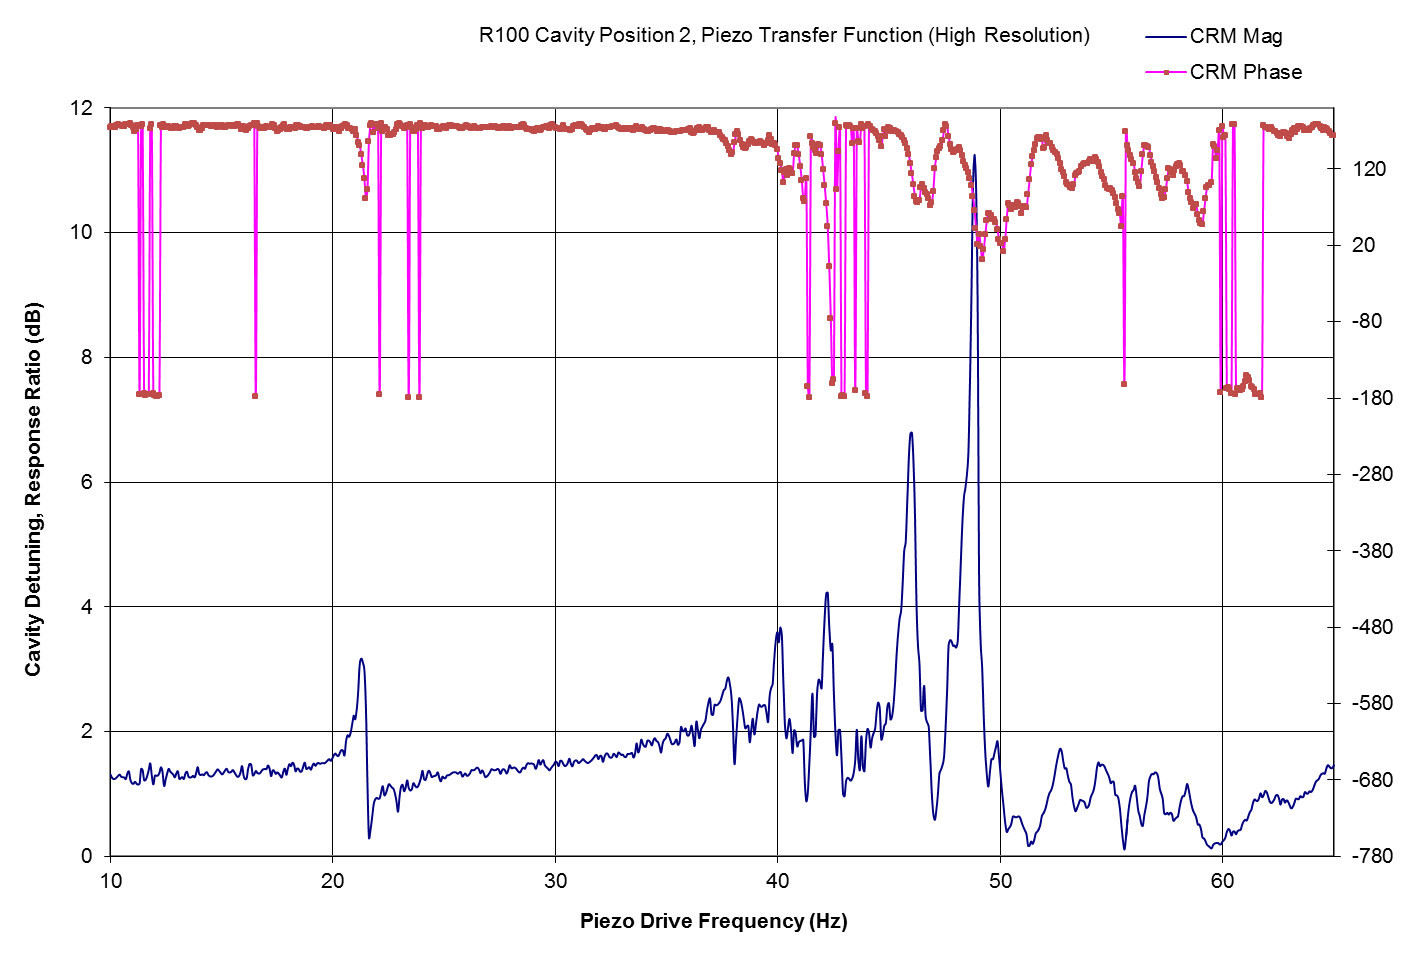 R100 Cavity Position 2, Piezo Transfer Function (High Resolution)
CRM Mag
CRM Phase
12
10
8
6
4
2
0
Cavity Detuning, Response Ratio (dB)
120
20
-80
-180
-280
-380
-480
-580
-680
-780
10 20 30 40 50 60
Piezo Drive Frequency (Hz)